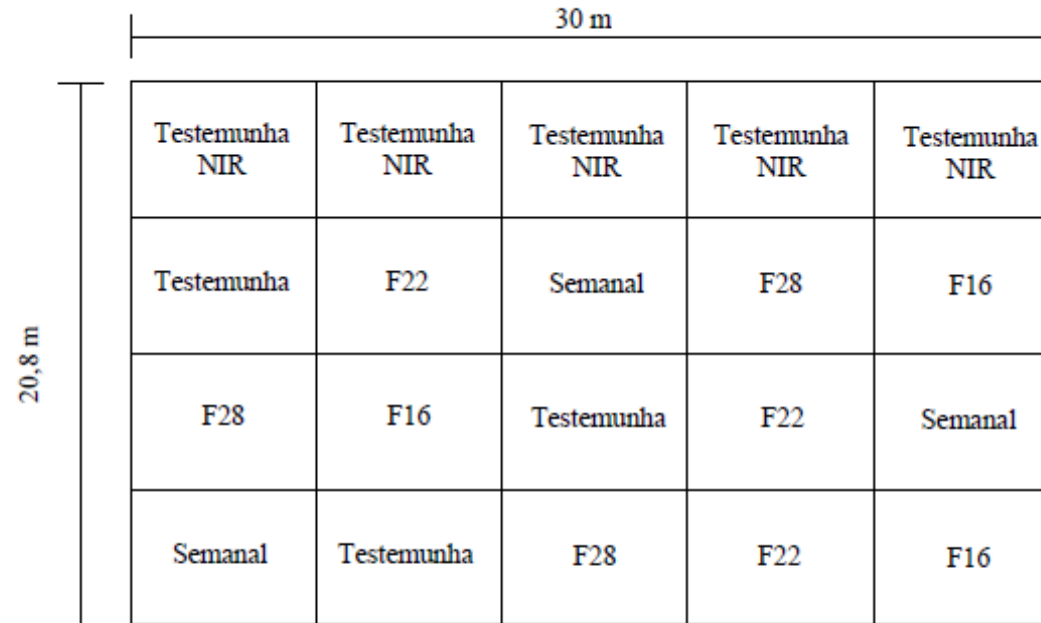 30 m
Testemunha
NIR
Testemunha
NIR
Testemunha
NIR
Testemunha
NIR
Testemunha
NIR
20,8 m
Testemunha
F22
Semanal
F28
F16
F28
F16
Testemunha
F22
Semanal
Semanal
Testemunha
F28
F22
F16